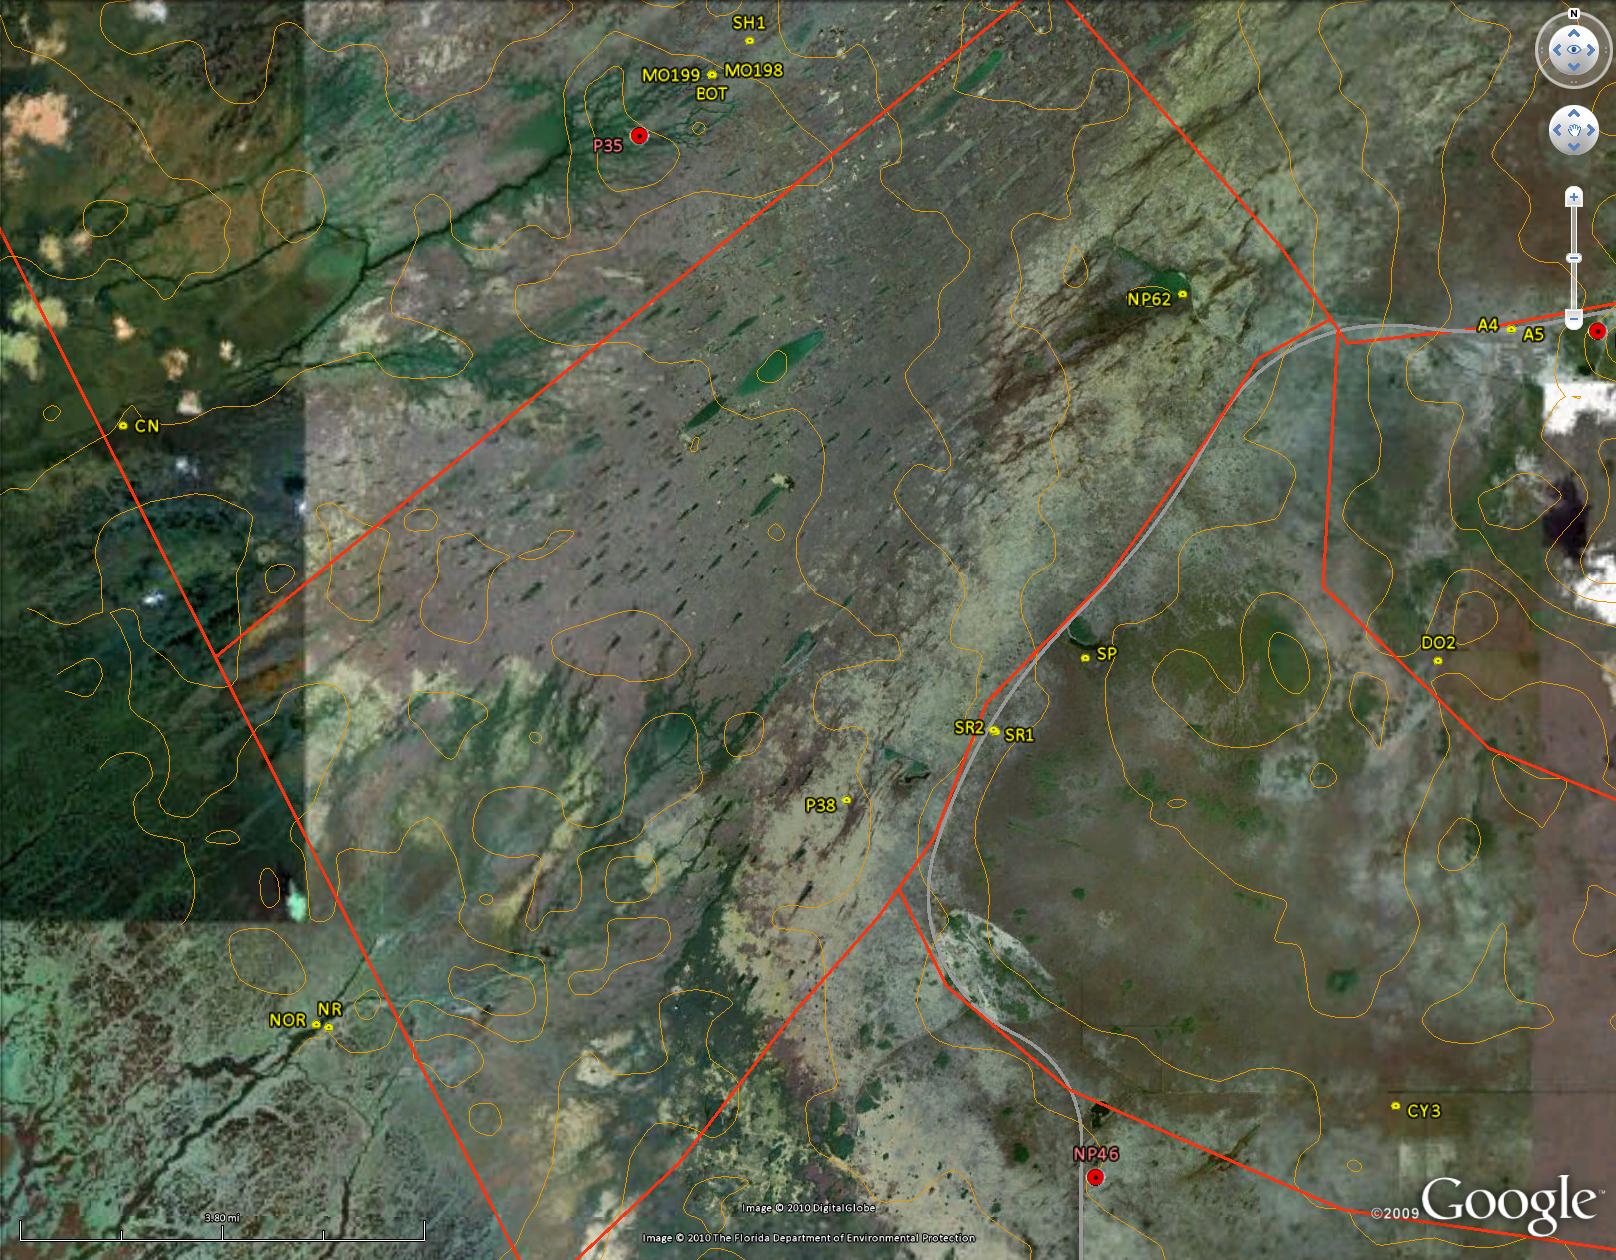 N
SH1
MO199 MO198
BOT
P35
NP62
A4
A5
CN
DO2
SP
SR2 SR1
P38
NOR NR
CY3
NP46
3.80 mi
Image © 2010 DigitalGlobe
Image © 2010 The Florida Department of Environmental Protection
©2009 Google™